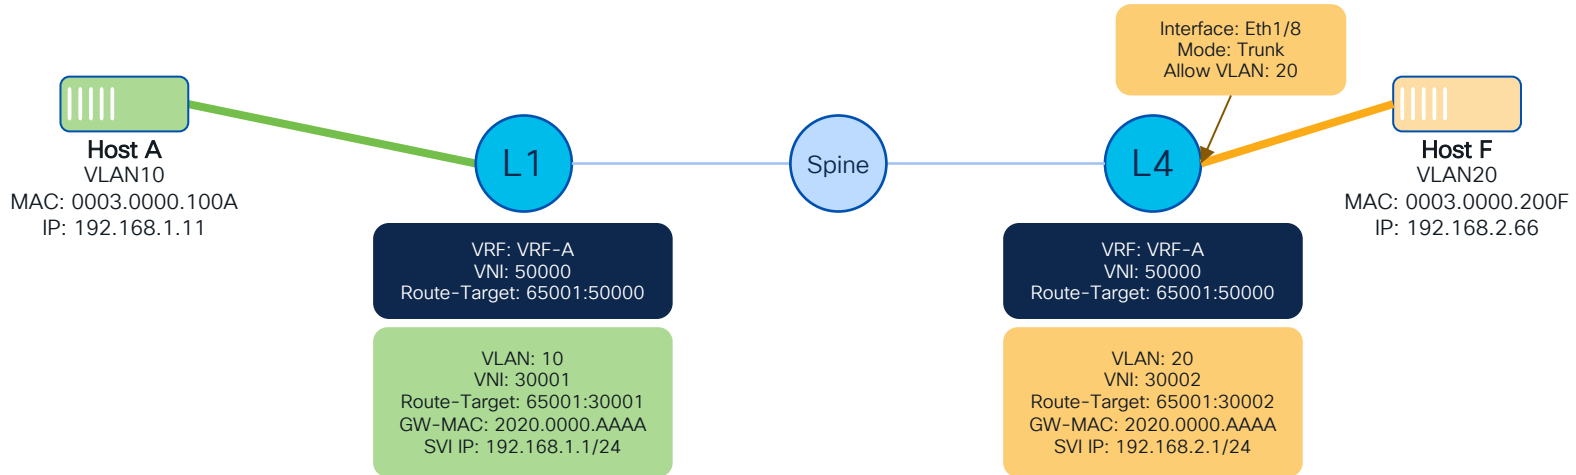 Interface: Eth1/8
Mode: Trunk
Allow VLAN: 20
Host A
VLAN10
MAC: 0003.0000.100A
IP: 192.168.1.11
L1
Spine
L4
Host F
VLAN20
MAC: 0003.0000.200F
IP: 192.168.2.66
VRF: VRF-A
VNI: 50000
Route-Target: 65001:50000
VLAN: 10
VNI: 30001
Route-Target: 65001:30001
GW-MAC: 2020.0000.AAAA
SVI IP: 192.168.1.1/24
VRF: VRF-A
VNI: 50000
Route-Target: 65001:50000
VLAN: 20
VNI: 30002
Route-Target: 65001:30002
GW-MAC: 2020.0000.AAAA
SVI IP: 192.168.2.1/24